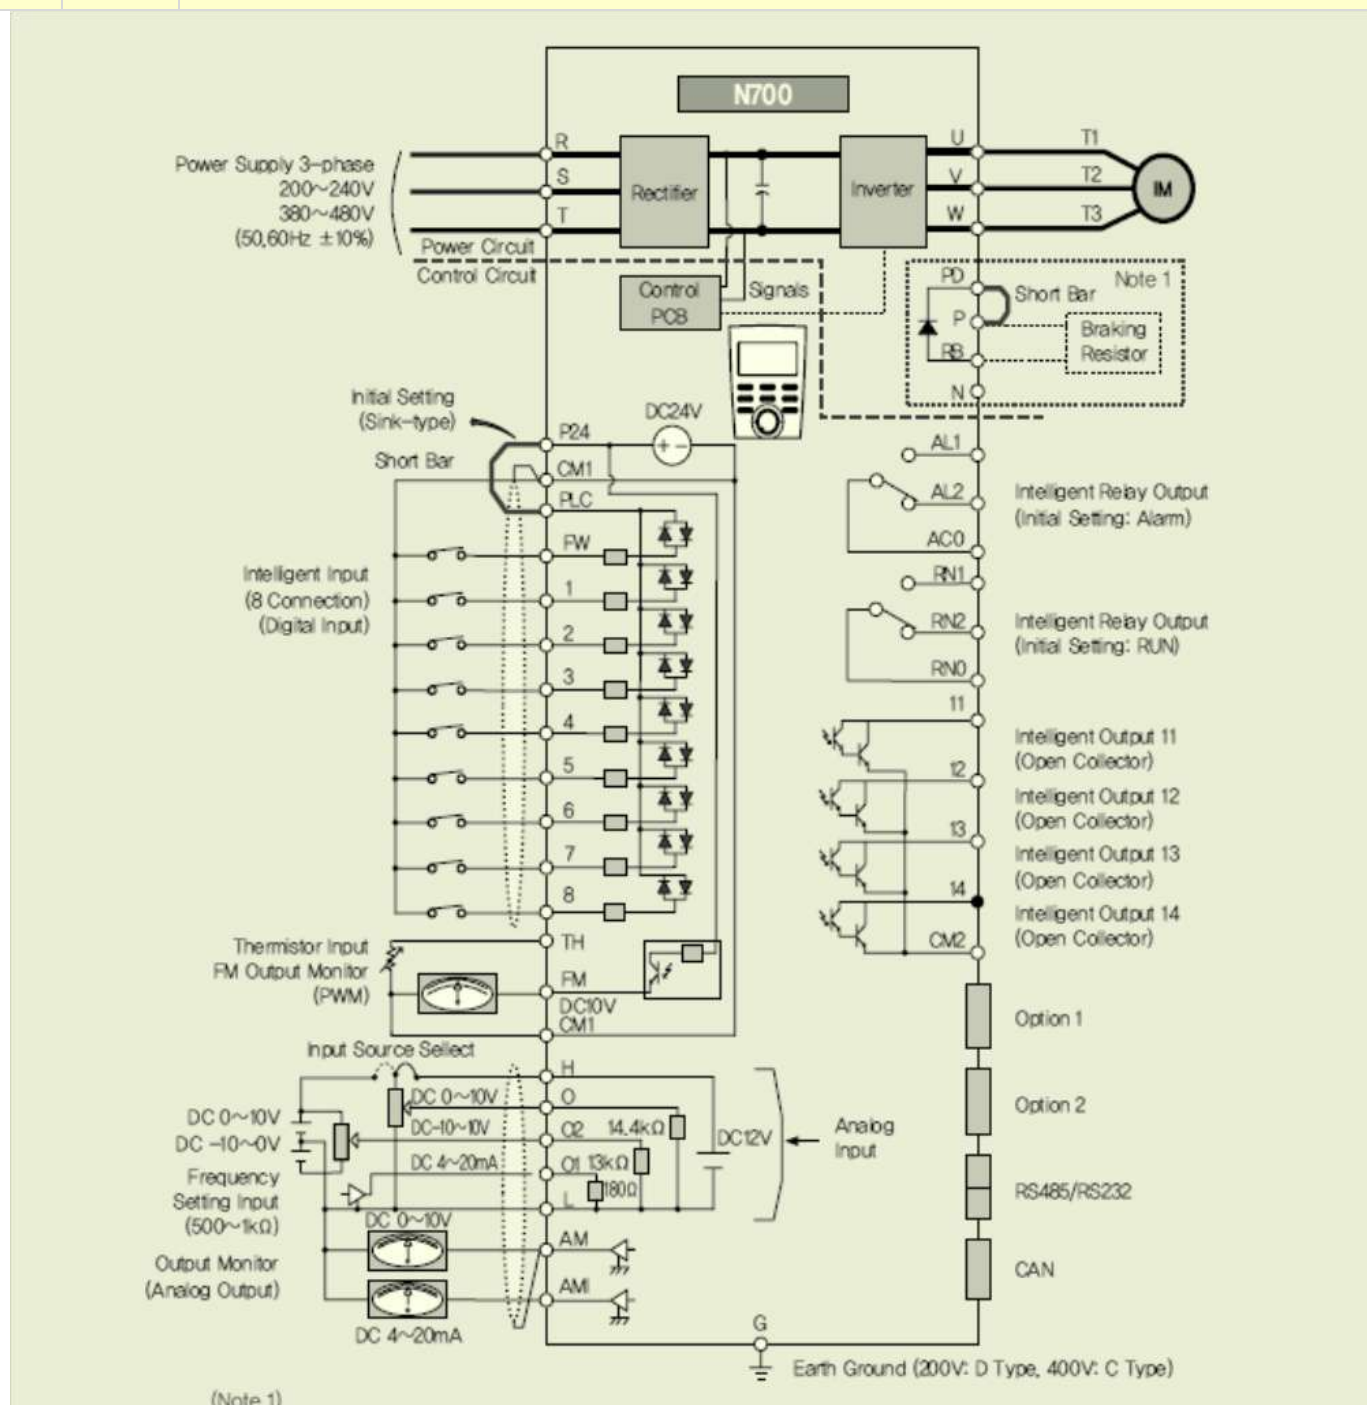 N700
Power Supply 3-phase
200~240V
380~480V
(50,60Hz ±10%)
R
S
T
Rectifier
Inverter
U
V
W
T1
T2
T3
IM
Power Circuit
Control Circuit
Control
PCB
Signals
PD
P
RB
N
Short Bar
Note 1
Braking
Resistor
Initial Setting
(Sink-type)
Short Bar
P24
DC24V
+ -
CM1
PLC
FW
1
2
3
4
5
6
7
8
Intelligent Input
(8 Connection)
(Digital Input)
AL1
AL2
AC0
Intelligent Relay Output
(Initial Setting: Alarm)
RN1
RN2
RN0
Intelligent Relay Output
(Initial Setting: RUN)
11
Intelligent Output 11
(Open Collector)
12
Intelligent Output 12
(Open Collector)
13
Intelligent Output 13
(Open Collector)
14
Intelligent Output 14
(Open Collector)
CM2
Thermistor Input
FM Output Monitor
(PWM)
TH
FM
DC10V
CM1
Option 1
Option 2
RS485/RS232
CAN
Input Source Sellect
H
O
O2
O1
L
DC 0~10V
DC-10~10V
DC 4~20mA
14.4kΩ
13kΩ
180Ω
DC12V
Analog
Input
DC 0~10V
DC -10~0V
Frequency
Setting Input
(500~1kΩ)
DC 0~10V
AM
Output Monitor
(Analog Output)
AMI
DC 4~20mA
G
Earth Ground (200V: D Type, 400V: C Type)
(Note 1)